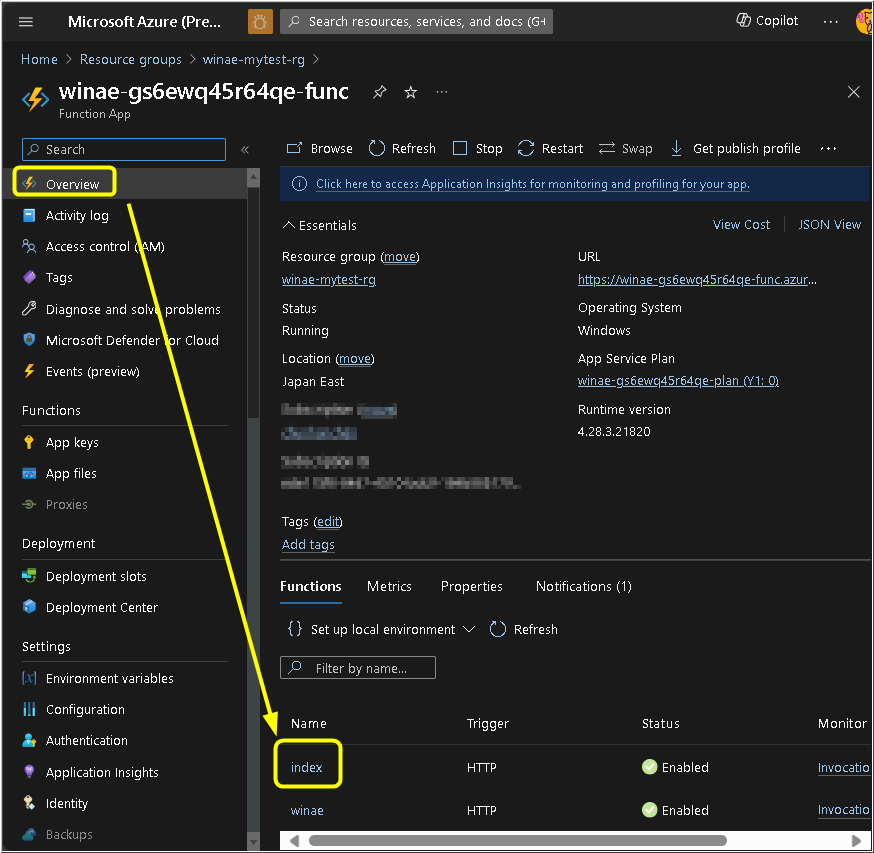 Microsoft Azure (Pre...
Search resources, services, and docs (G+
Copilot
Home > Resource groups > winae-mytest-rg >
winae-gs6ewq45r64qe-func
Function App
Search
Overview
Activity log
Access control (IAM)
Tags
Diagnose and solve problems
Microsoft Defender for Cloud
Events (preview)
Functions
App keys
App files
Proxies
Deployment
Deployment slots
Deployment Center
Settings
Environment variables
Configuration
Authentication
Application Insights
Identity
Backups
Browse Refresh Stop Restart Swap Get publish profile
Click here to access Application Insights for monitoring and profiling for your app.
Essentials
View Cost JSON View
Resource group (move)
winae-mytest-rg
Status
Running
Location (move)
Japan East
URL
https://winae-gs6ewq45r64qe-func.azur...
Operating System
Windows
App Service Plan
winae-gs6ewq45r64qe-plan (Y1: 0)
Runtime version
4.28.3.21820
Tags (edit)
Add tags
Functions Metrics Properties Notifications (1)
{} Set up local environment Refresh
Filter by name...
Name Trigger Status Monitor
index HTTP Enabled Invocatio
winae HTTP Enabled Invocatio